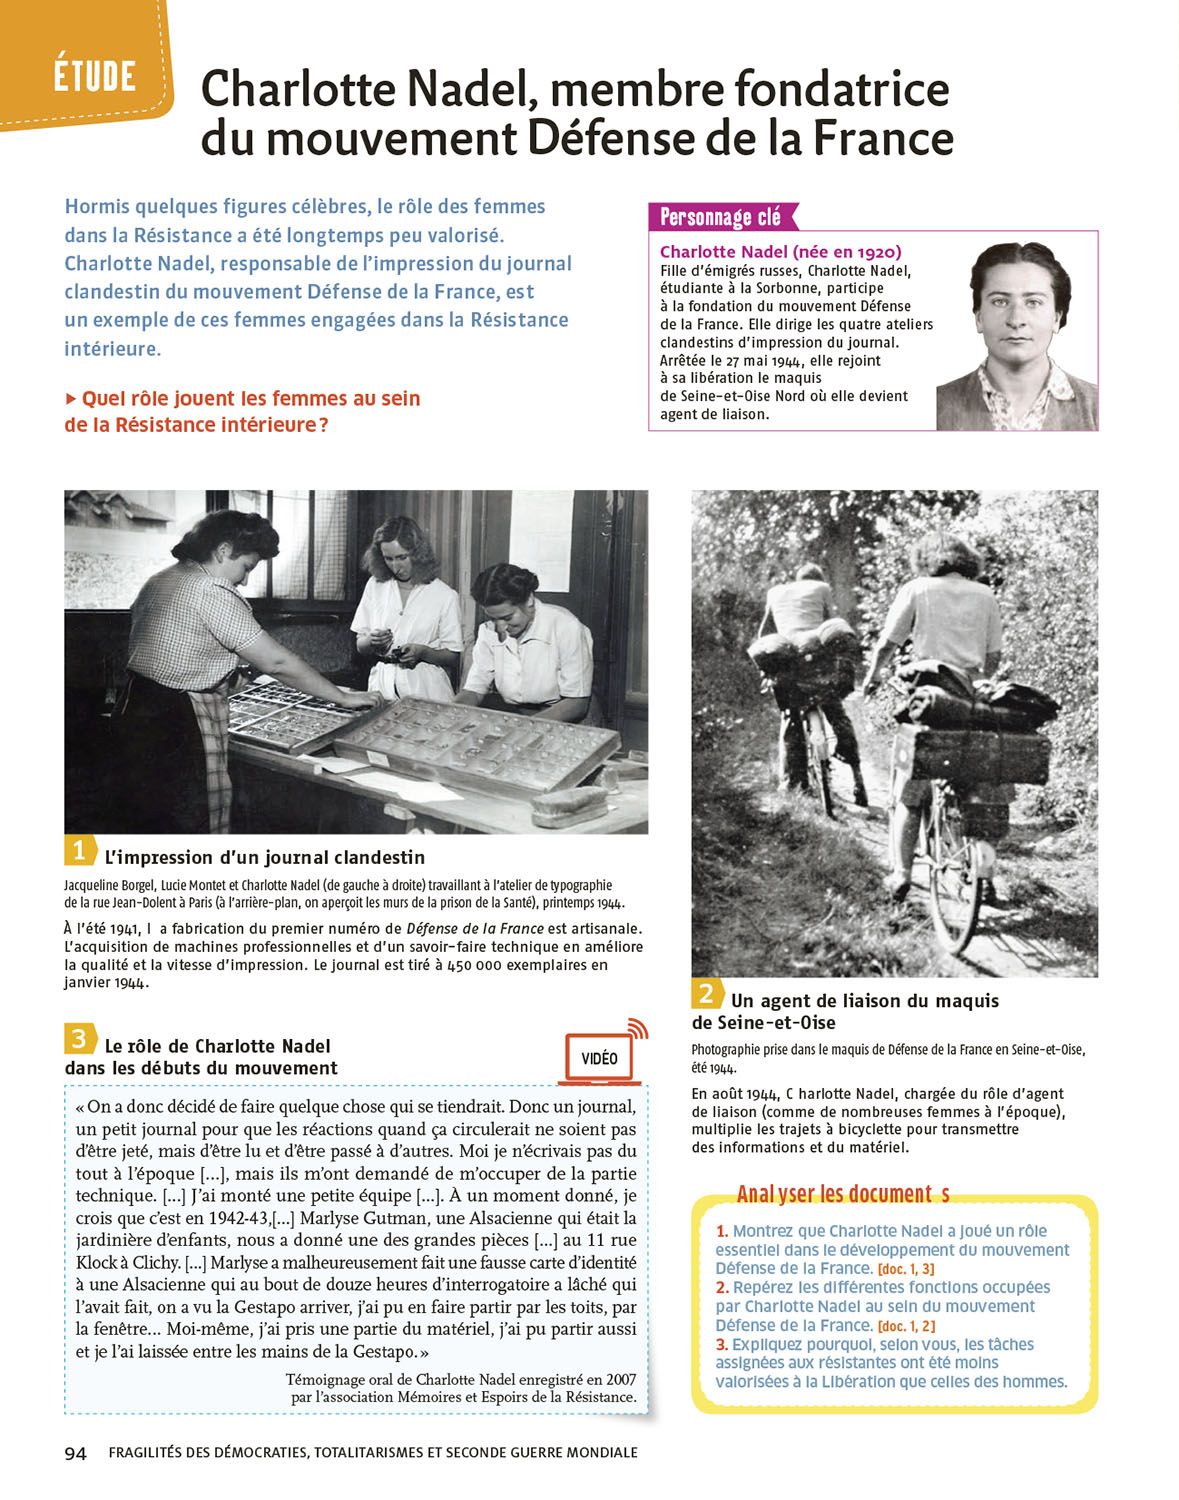 ÉTUDE
Charlotte Nadel, membre fondatrice
du mouvement Défense de la France
Hormis quelques figures célèbres, le rôle des femmes
dans la Résistance a été longtemps peu valorisé.
Charlotte Nadel, responsable de l'impression du journal
clandestin du mouvement Défense de la France, est
un exemple de ces femmes engagées dans la Résistance
intérieure.
▶ Quel rôle jouent les femmes au sein
de la Résistance intérieure ?
Personnage clé
Charlotte Nadel (née en 1920)
Fille d'émigrés russes, Charlotte Nadel,
étudiante à la Sorbonne, participe
à la fondation du mouvement Défense
de la France. Elle dirige les quatre ateliers
clandestins d'impression du journal.
Arrêtée le 27 mai 1944, elle rejoint
à sa libération le maquis
de Seine-et-Oise Nord où elle devient
agent de liaison.
1 L'impression d'un journal clandestin
Jacqueline Borgel, Lucie Montet et Charlotte Nadel (de gauche à droite) travaillant à l'atelier de typographie
de la rue Jean-Dolent à Paris (à l'arrière-plan, on aperçoit les murs de la prison de la Santé), printemps 1944.
À l'été 1941, l a fabrication du premier numéro de Défense de la France est artisanale.
L'acquisition de machines professionnelles et d'un savoir-faire technique en améliore
la qualité et la vitesse d'impression. Le journal est tiré à 450 000 exemplaires en
janvier 1944.
2 Un agent de liaison du maquis
de Seine-et-Oise
Photographie prise dans le maquis de Défense de la France en Seine-et-Oise,
été 1944.
En août 1944, C harlotte Nadel, chargée du rôle d'agent
de liaison (comme de nombreuses femmes à l'époque),
multiplie les trajets à bicyclette pour transmettre
des informations et du matériel.
3 Le rôle de Charlotte Nadel
dans les débuts du mouvement
VIDÉO
« On a donc décidé de faire quelque chose qui se tiendrait. Donc un journal,
un petit journal pour que les réactions quand ça circulerait ne soient pas
d'être jeté, mais d'être lu et d'être passé à d'autres. Moi je n'écrivais pas du
tout à l'époque [...], mais ils m'ont demandé de m'occuper de la partie
technique. [...] J'ai monté une petite équipe [...]. À un moment donné, je
crois que c'est en 1942-43,[...] Marlyse Gutman, une Alsacienne qui était la
jardinière d'enfants, nous a donné une des grandes pièces [...] au 11 rue
Klock à Clichy. [...] Marlyse a malheureusement fait une fausse carte d'identité
à une Alsacienne qui au bout de douze heures d'interrogatoire a lâché qui
l'avait fait, on a vu la Gestapo arriver, j'ai pu en faire partir par les toits, par
la fenêtre... Moi-même, j'ai pris une partie du matériel, j'ai pu partir aussi
et je l'ai laissée entre les mains de la Gestapo. »
Témoignage oral de Charlotte Nadel enregistré en 2007
par l'association Mémoires et Espoirs de la Résistance.
Anal yser les document s
1. Montrez que Charlotte Nadel a joué un rôle
essentiel dans le développement du mouvement
Défense de la France. [doc. 1, 3]
2. Repérez les différentes fonctions occupées
par Charlotte Nadel au sein du mouvement
Défense de la France. [doc. 1, 2]
3. Expliquez pourquoi, selon vous, les tâches
assignées aux résistantes ont été moins
valorisées à la Libération que celles des hommes.
94 FRAGILITÉS DES DÉMOCRATIES, TOTALITARISMES ET SECONDE GUERRE MONDIALE